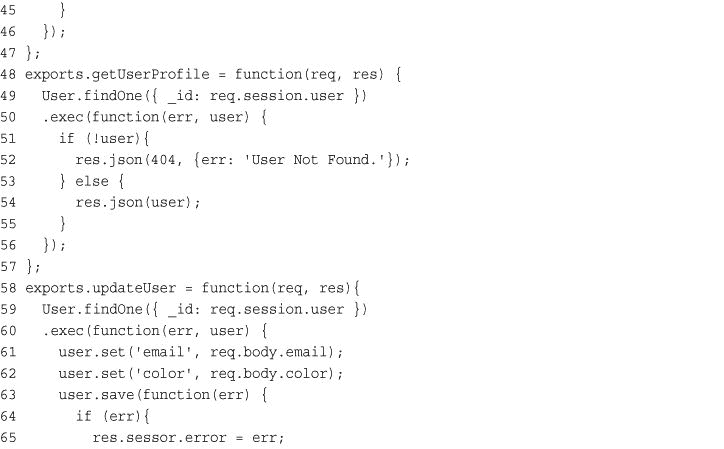 45     }
46   });
47 };
48 exports.getUserProfile = function(req, res) {
49   User.findOne({ _id: req.session.user })
50   .exec(function(err, user) {
51     if (!user){
52       res.json(404, {err: 'User Not Found.'});
53     } else {
54       res.json(user);
55     }
56   });
57 };
58 exports.updateUser = function(req, res){
59   User.findOne({ _id: req.session.user })
60   .exec(function(err, user) {
61     user.set('email', req.body.email);
62     user.set('color', req.body.color);
63     user.save(function(err) {
64       if (err){
65         res.sessor.error = err;